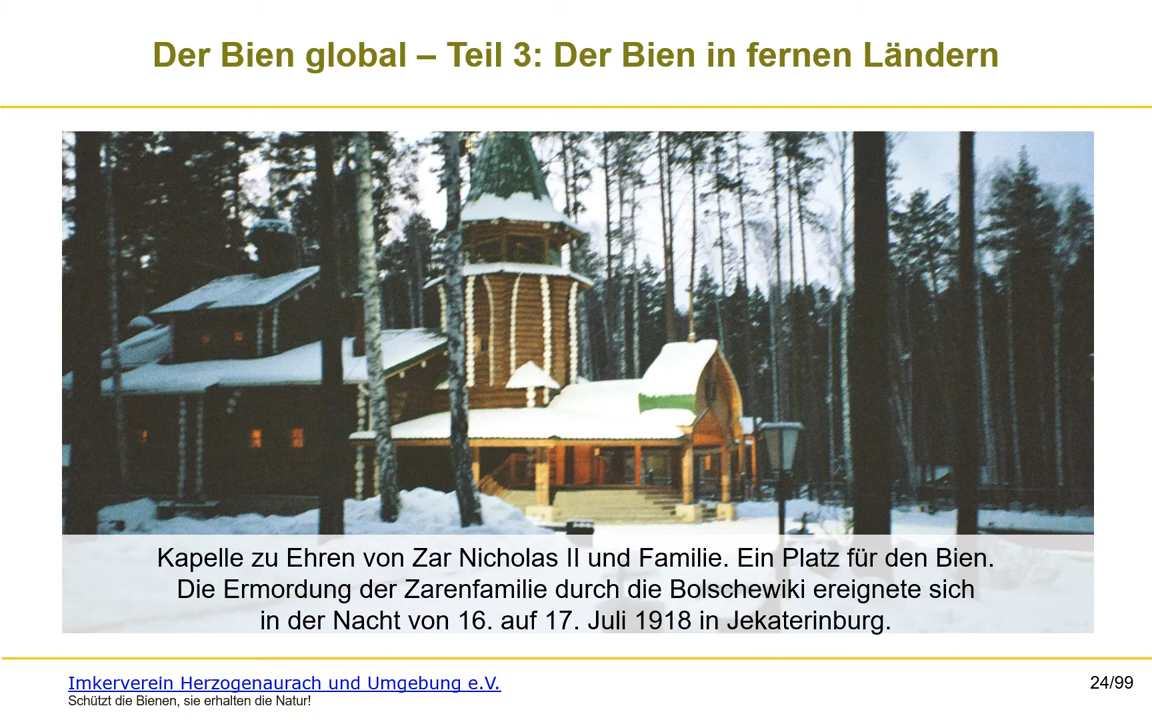 Der Bien global – Teil 3: Der Bien in fernen Ländern
Kapelle zu Ehren von Zar Nicholas II und Familie. Ein Platz für den Bien.
Die Ermordung der Zarenfamilie durch die Bolschewiki ereignete sich
in der Nacht von 16. auf 17. Juli 1918 in Jekaterinburg.
Imkerverein Herzogenaurach und Umgebung e.V.
Schützt die Bienen, sie erhalten die Natur!
24/99